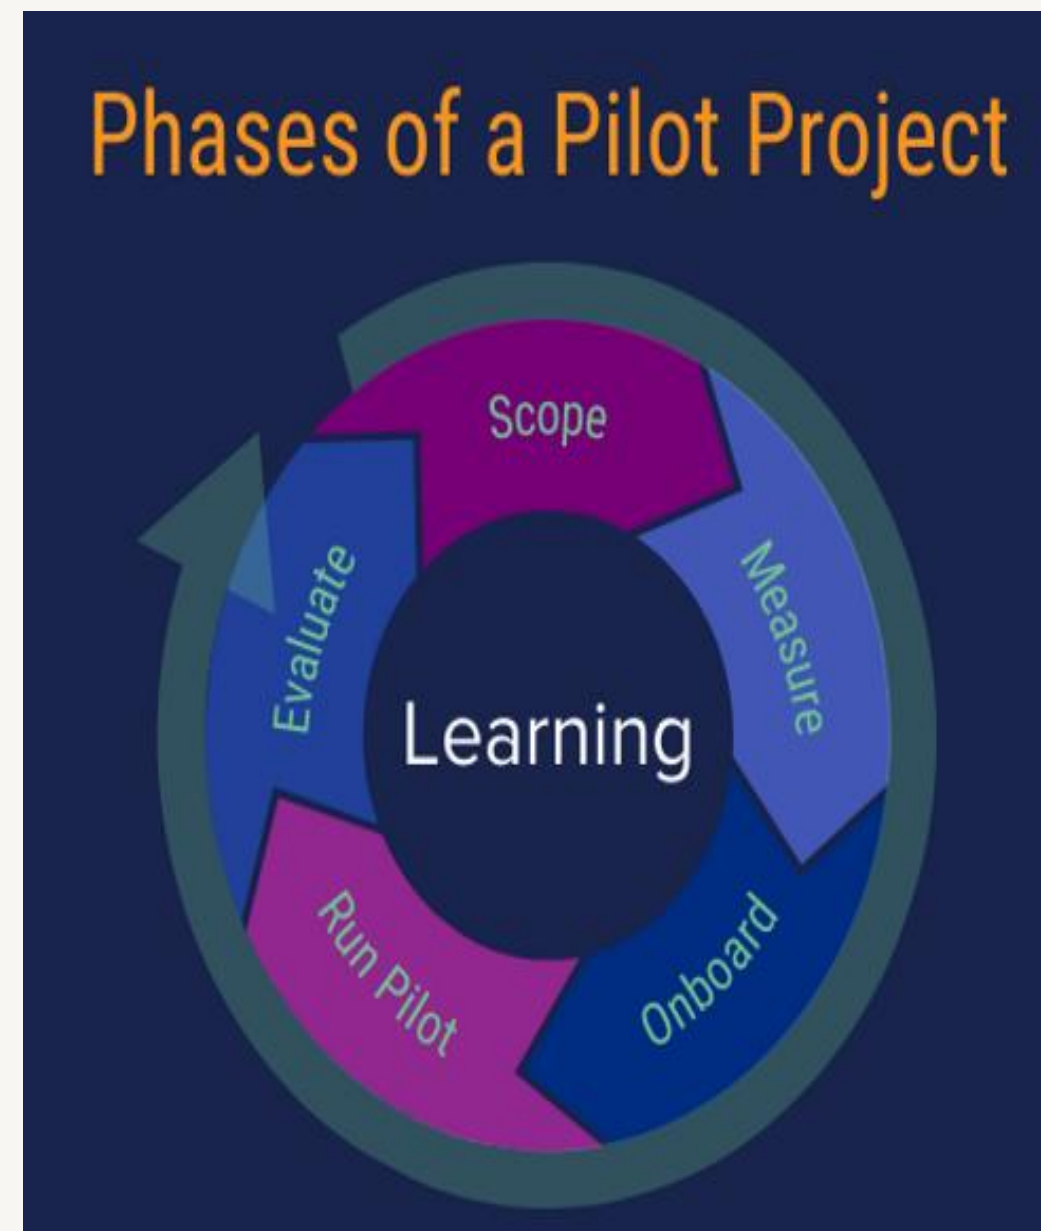 Phases of a Pilot Project
Scope
Measure
Onboard
Run Pilot
Evaluate
Learning